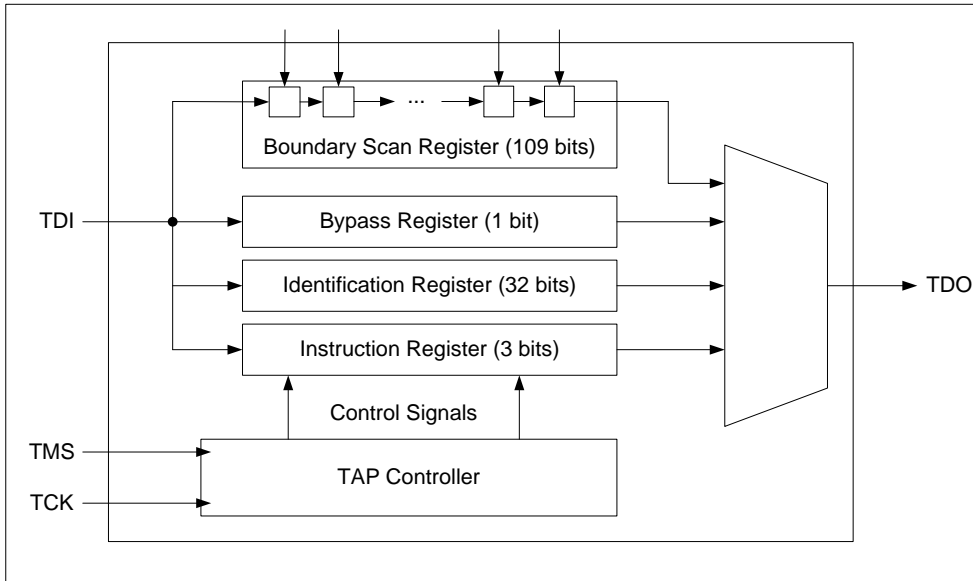 ...
Boundary Scan Register (109 bits)
TDI
Bypass Register (1 bit)
Identification Register (32 bits)
TDO
Instruction Register (3 bits)
Control Signals
TMS
TAP Controller
TCK